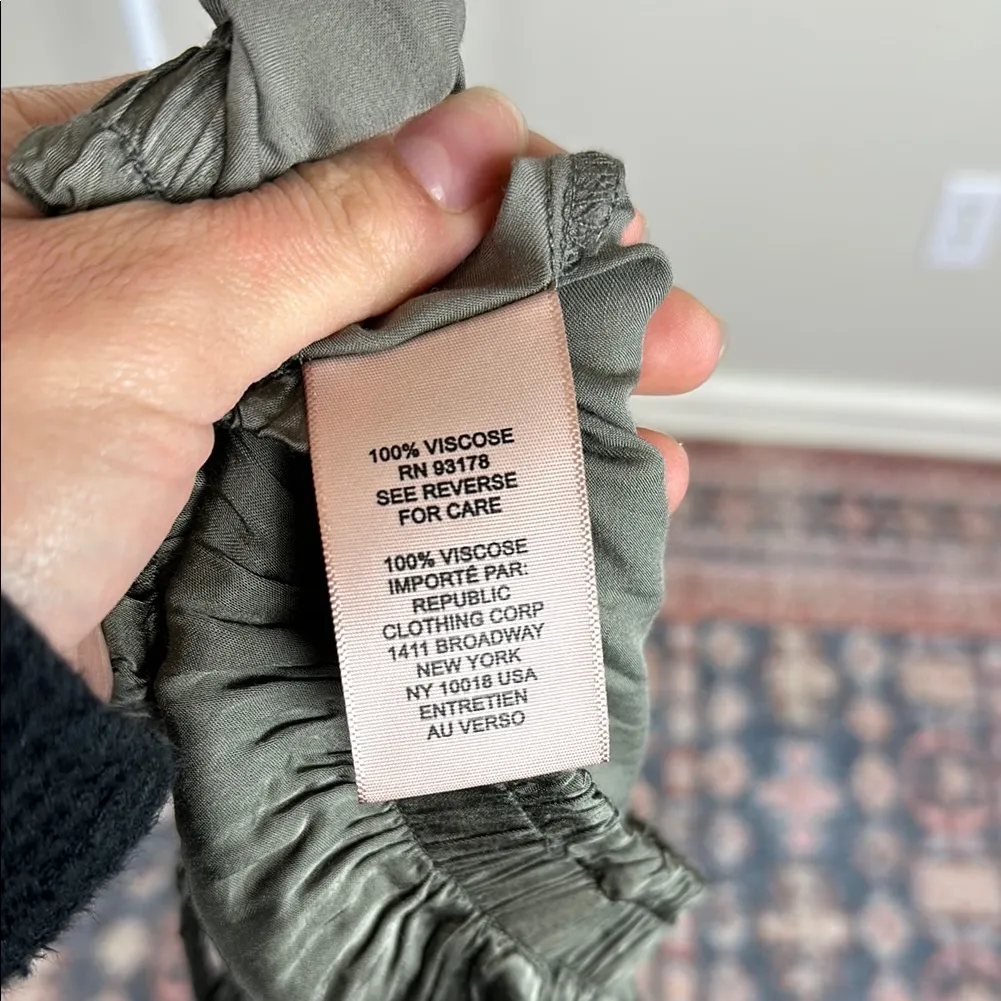 100% VISCOSE
RN 93178
SEE REVERSE
FOR CARE
100% VISCOSE
IMPORTÉ PAR:
REPUBLIC
CLOTHING CORP
1411 BROADWAY
NEW YORK
NY 10018 USA
ENTRETIEN
AU VERSO